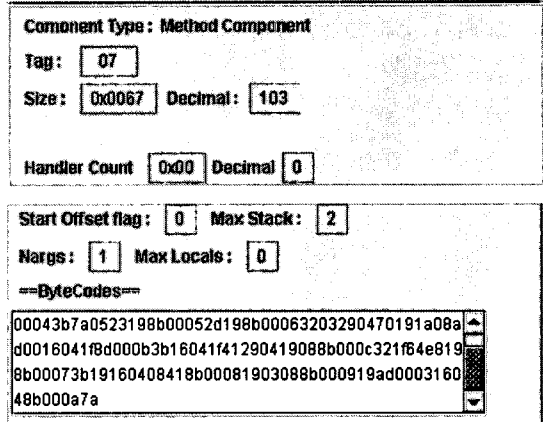 Comonent Type : Method Component
Tag : 07
Size : 0x0067 Decimal : 103
Handler Count 0x00 Decimal 0
Start Offset flag : 0 Max Stack : 2
Nargs : 1 Max Locals : 0
==ByteCodes==
00043b7a0523198b00052d198b00063203290470191a08a
d0016041f8d000b3b16041f41290419088b000c321f64e819
8b00073b19160408418b00081903088b000919ad0003160
48b000a7a